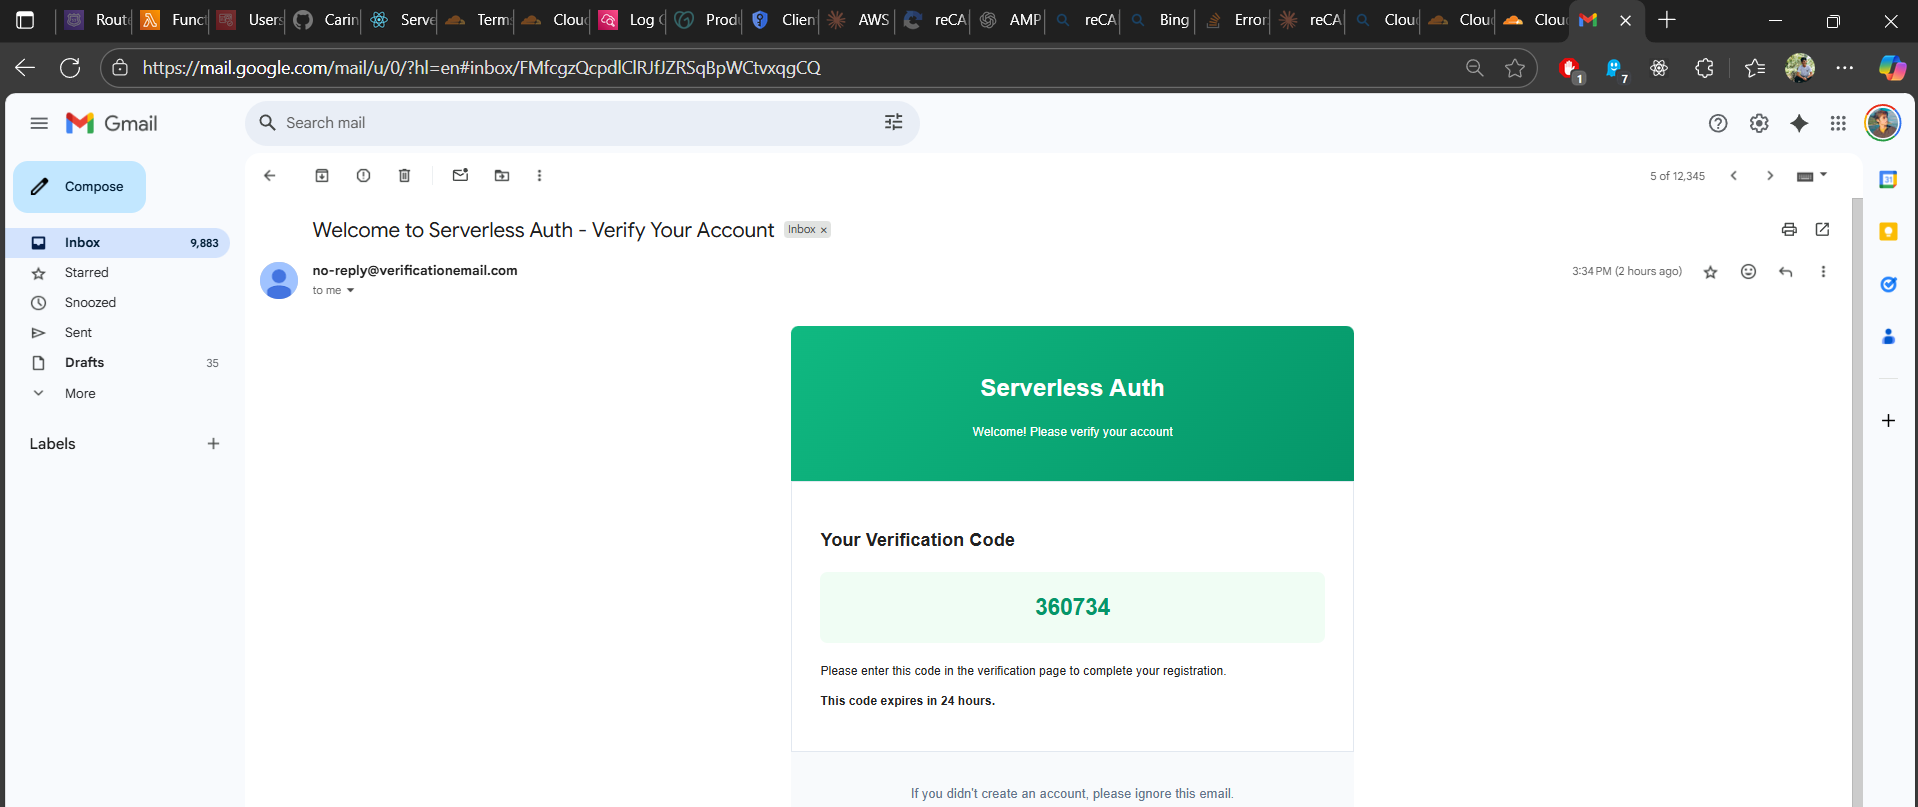 Rout Func Users Carin Serve Term Clou Log Prod Clien AWS reCA AMP reCA Bing Error reCA Clou Clou Clou
https://mail.google.com/mail/u/0/?hl=en#inbox/FMfcgzQcpdlClRJfJZRSqBpWCtvxqgCQ
1
7
Gmail
Search mail
Compose
5 of 12,345
Welcome to Serverless Auth - Verify Your Account
Inbox ×
Inbox 9,883
no-reply@verificationemail.com
3:34 PM (2 hours ago)
to me
Starred
Snoozed
Sent
Drafts 35
More
Labels
31
Serverless Auth
Welcome! Please verify your account
Your Verification Code
360734
Please enter this code in the verification page to complete your registration.
This code expires in 24 hours.
If you didn't create an account, please ignore this email.